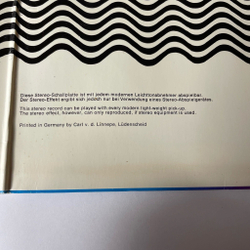 Diese Stereo-Schallplatte ist mit jedem modernen Leichttonabnehmer abspielbar.
Der Stereo-Effekt ergibt sich jedoch nur bei Verwendung eines Stereo-Abspielgerätes.
This stereo record can be played with every modern light-weight pick-up.
The stereo effect, however, can only reproduced, if stereo equipment is used.
Printed in Germany by Carl v. d. Linnepe, Lüdenscheid